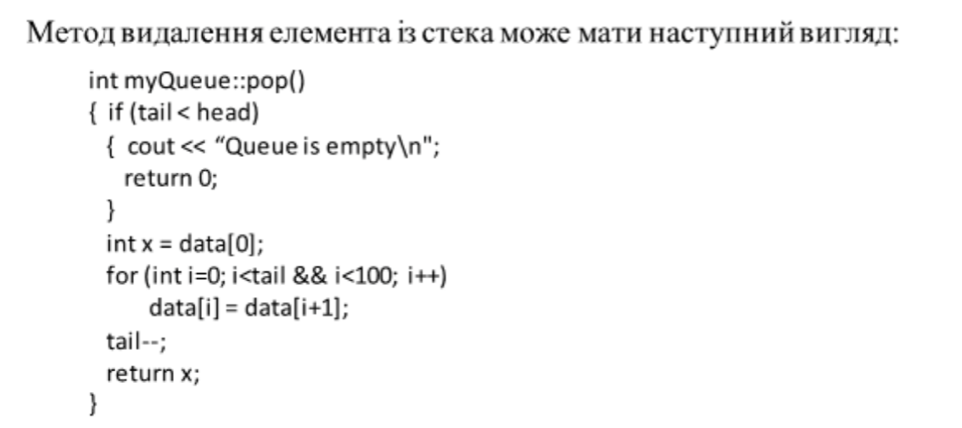 Метод видалення елемента із стека може мати наступний вигляд:
int myQueue::pop()
{ if (tail < head)
{ cout << “Queue is empty\n";
return 0;
}
int x = data[0];
for (int i=0; i<tail && i<100; i++)
data[i] = data[i+1];
tail--;
return x;
}